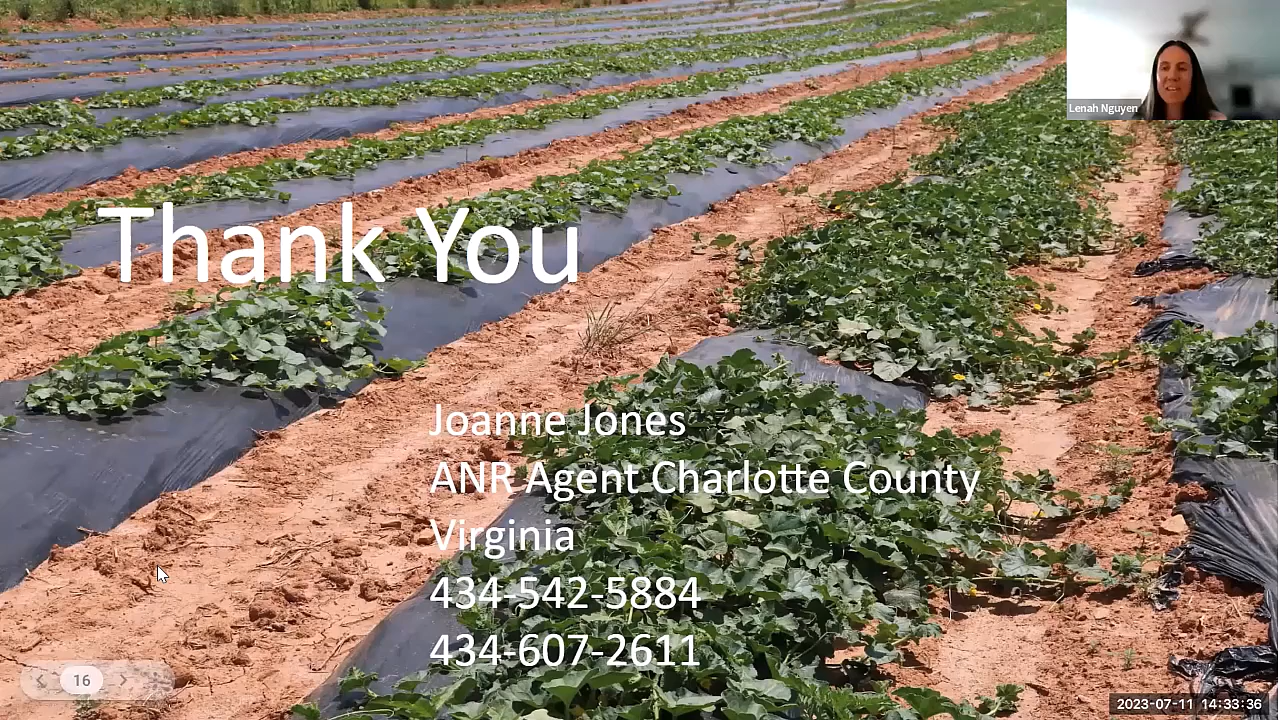 Lenah Nguyen
Thank You
Joanne Jones
ANR Agent Charlotte County
Virginia
434-542-5884
434-607-2611
16
2023-07-11 14:33:36